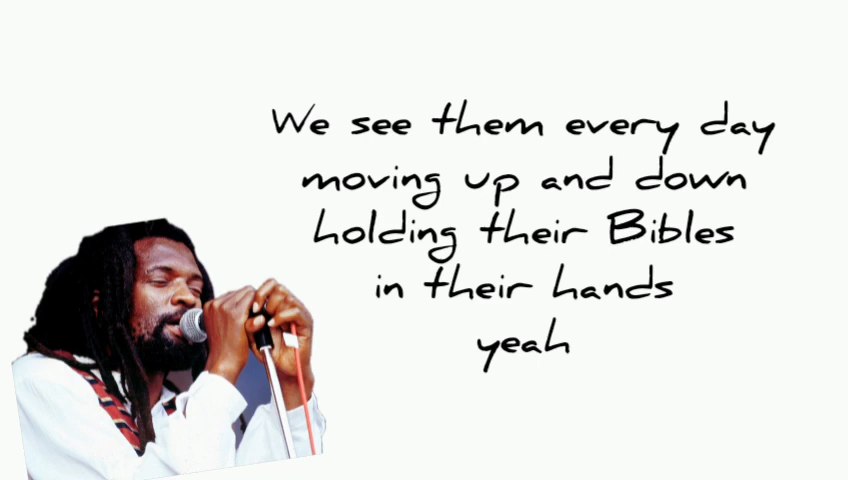 We see them every day
moving up and down
holding their Bibles
in their hands
yeah